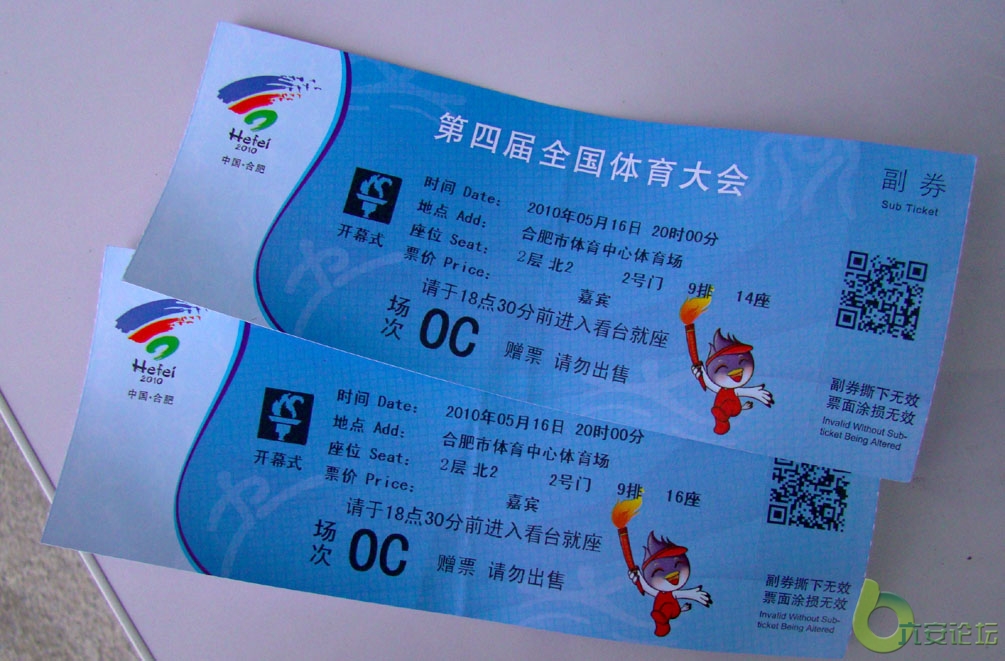 Hefei
2010
中国·合肥
第四届全国体育大会
副 券
Sub Ticket
开幕式
时间 Date: 2010年05月16日 20时00分
地点 Add: 合肥市体育中心体育场
座位 Seat: 2层 北2 2号门 9排 14座
票价 Price: 嘉宾
请于18点30分前进入看台就座
场次 OC 赠票 请勿出售
副券撕下无效
票面涂损无效
Invalid Without Sub-
ticket Being Altered
Hefei
2010
中国·合肥
开幕式
时间 Date: 2010年05月16日 20时00分
地点 Add: 合肥市体育中心体育场
座位 Seat: 2层 北2 2号门 9排 16座
票价 Price: 嘉宾
请于18点30分前进入看台就座
场次 OC 赠票 请勿出售
副券撕下无效
票面涂损无效
Invalid Without Sub-
ticket Being Altered
六安论坛